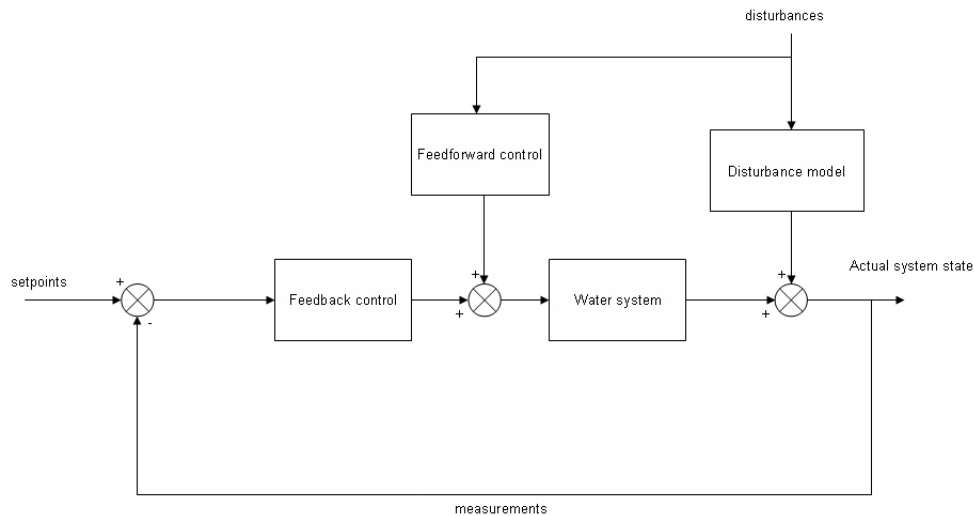 disturbances
Feedforward control
Disturbance model
+
+
Actual system state
setpoints
+
Feedback control
Water system
+
+
-
measurements